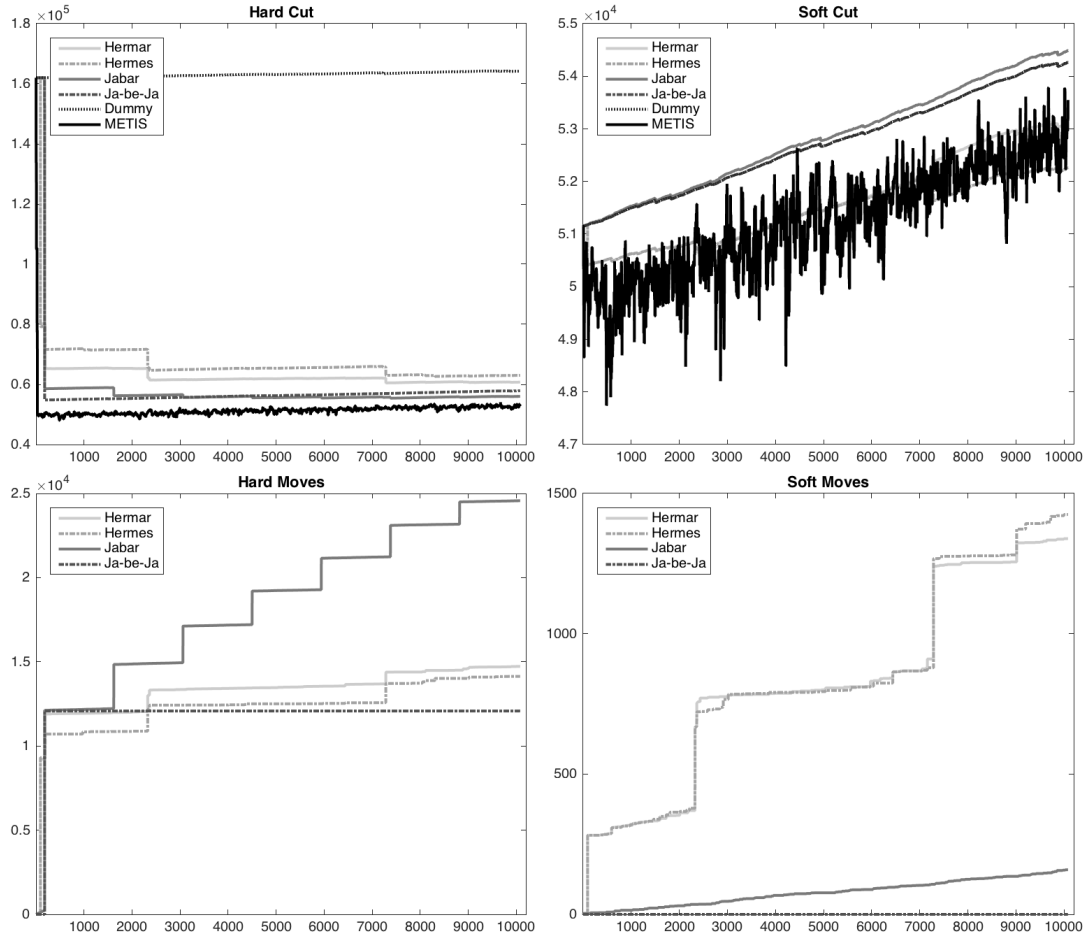 Hard Cut
×10⁵
1.8
1.6
1.4
1.2
1
0.8
0.6
0.4
1000 2000 3000 4000 5000 6000 7000 8000 9000 10000
Hermar
Hermes
Jabar
Ja-be-Ja
Dummy
METIS
Soft Cut
×10⁴
5.5
5.4
5.3
5.2
5.1
5
4.9
4.8
4.7
1000 2000 3000 4000 5000 6000 7000 8000 9000 10000
Hermar
Hermes
Jabar
Ja-be-Ja
Dummy
METIS
Hard Moves
×10⁴
2.5
2
1.5
1
0.5
0
1000 2000 3000 4000 5000 6000 7000 8000 9000 10000
Hermar
Hermes
Jabar
Ja-be-Ja
Soft Moves
1500
1000
500
0
1000 2000 3000 4000 5000 6000 7000 8000 9000 10000
Hermar
Hermes
Jabar
Ja-be-Ja